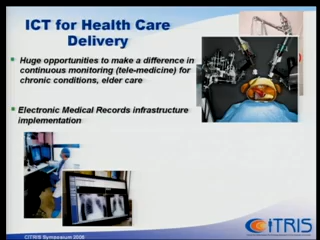 ICT for Health Care
Delivery
Huge opportunities to make a difference in
continuous monitoring (tele-medicine) for
chronic conditions, elder care
Electronic Medical Records infrastructure
implementation
CITRIS Symposium 2006
CiTRIS